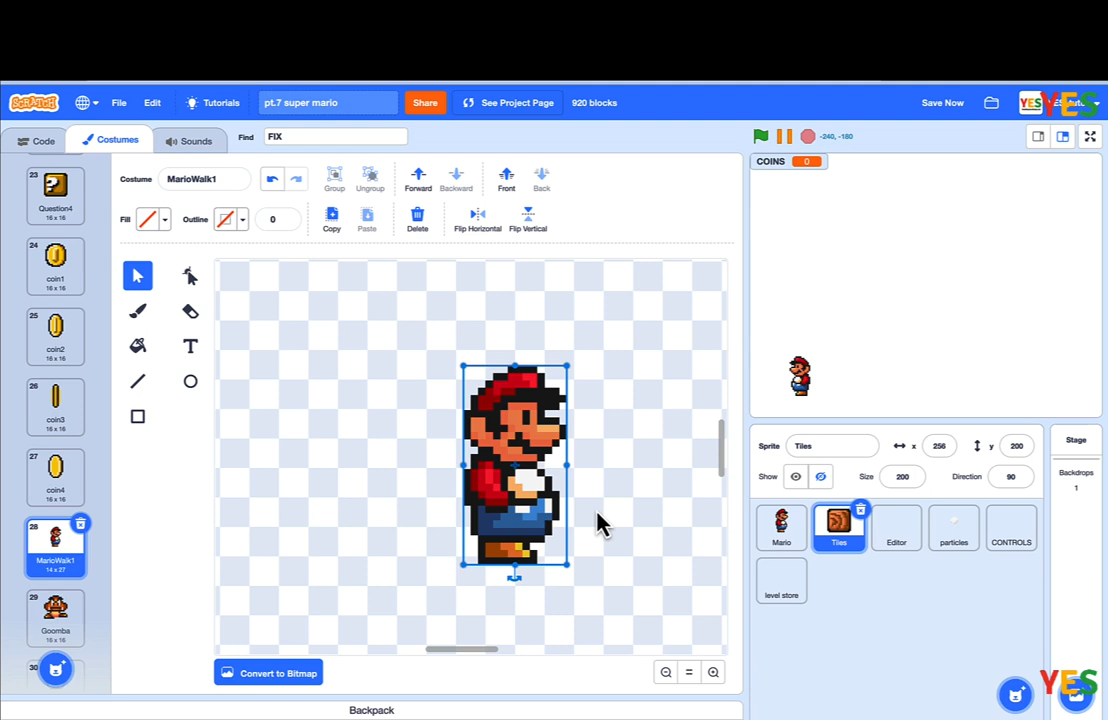 SCRATCH
File
Edit
Tutorials
pt.7 super mario
Share
See Project Page
920 blocks
Save Now
YES
YES
Code
Costumes
Sounds
Find
FIX
-240, -180
COINS 0
23
Question4
16 x 16
24
coin1
16 x 16
25
coin2
16 x 16
26
coin3
16 x 16
27
coin4
16 x 16
28
MarioWalk1
14 x 27
29
Goomba
16 x 16
30
Costume
MarioWalk1
Group
Ungroup
Forward
Backward
Front
Back
Fill
Outline
0
Copy
Paste
Delete
Flip Horizontal
Flip Vertical
Convert to Bitmap
Backpack
Sprite
Tiles
x
256
y
200
Show
Size
200
Direction
90
Mario
Tiles
Editor
particles
CONTROLS
level store
Stage
Backdrops
1
YES